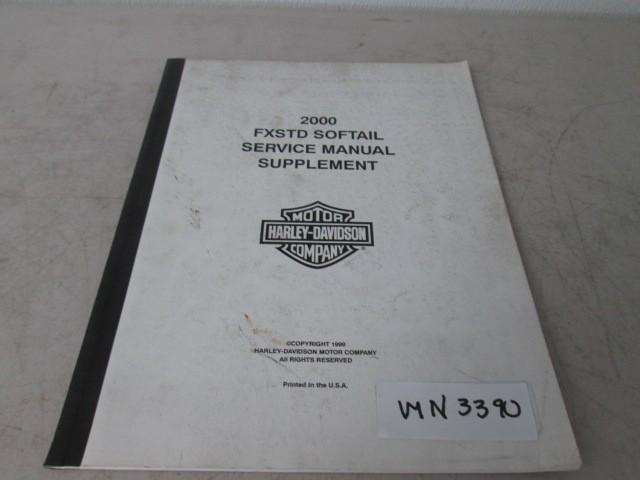 2000
FXSTD SOFTAIL
SERVICE MANUAL
SUPPLEMENT
MOTOR
HARLEY-DAVIDSON
COMPANY
©COPYRIGHT 1999
HARLEY-DAVIDSON MOTOR COMPANY
All RIGHTS RESERVED
Printed in the U.S.A.
MN 3390